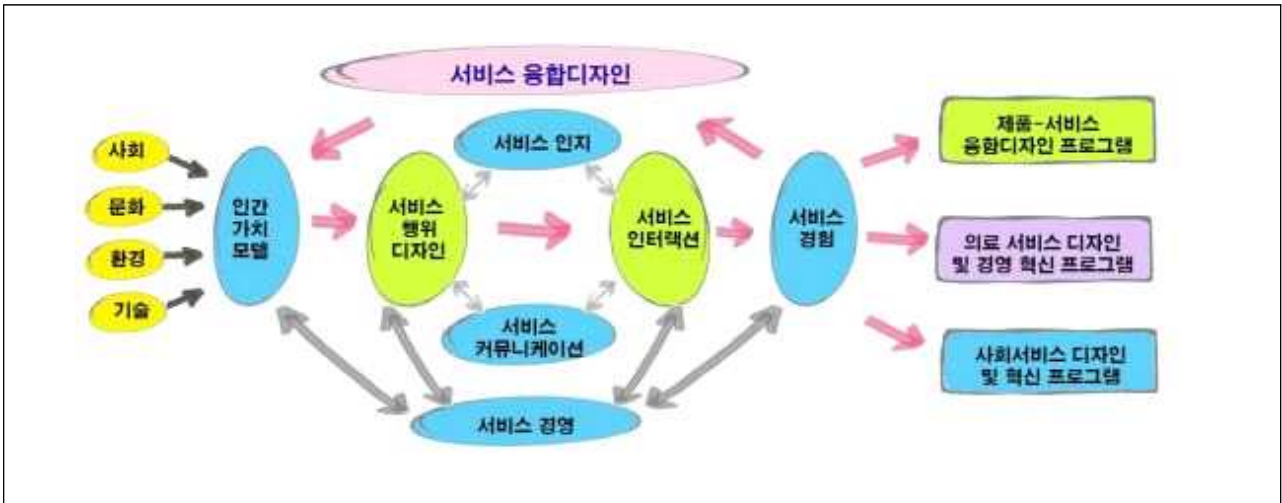 서비스 융합디자인
사회
문화
환경
기술
인간
가치
모델
서비스
행위
디자인
서비스 인지
서비스
커뮤니케이션
서비스
인터랙션
서비스
경험
서비스 경영
제품-서비스
융합디자인 프로그램
의료 서비스 디자인
및 경영 혁신 프로그램
사회서비스 디자인
및 혁신 프로그램